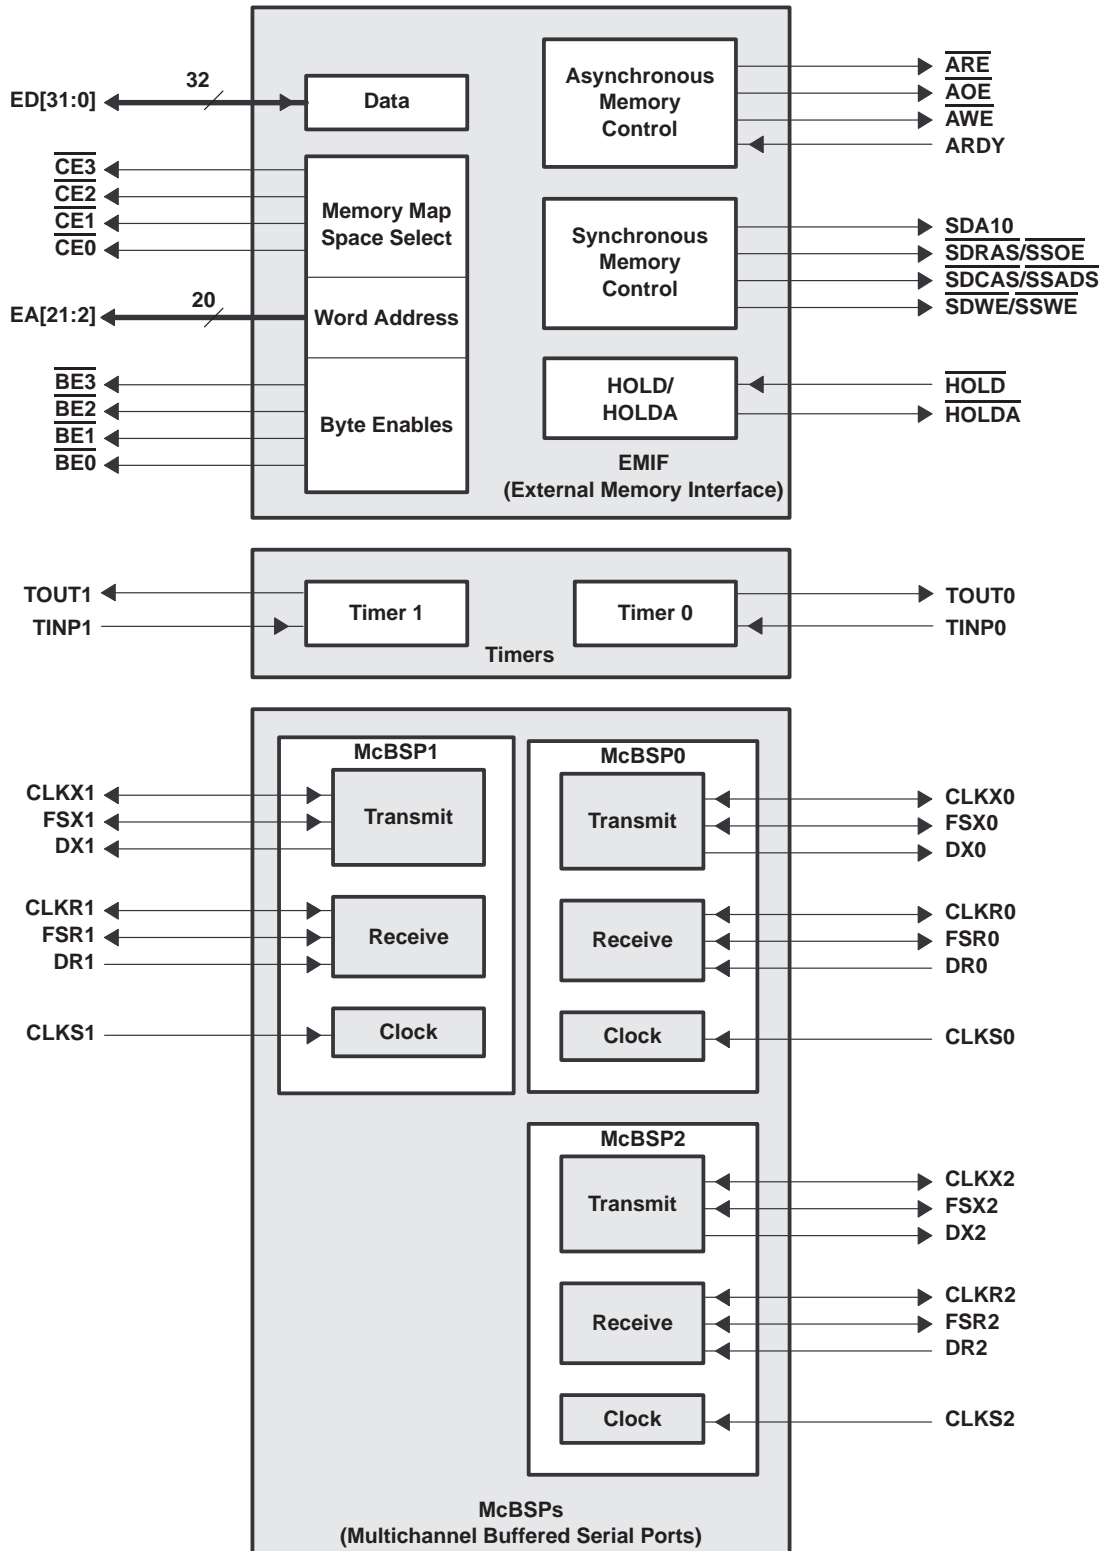 32
ED[31:0]
Data
CE3
CE2
CE1
CE0
Memory Map
Space Select
20
EA[21:2]
Word Address
BE3
BE2
BE1
BE0
Byte Enables
Asynchronous
Memory
Control
ARE
AOE
AWE
ARDY
Synchronous
Memory
Control
SDA10
SDRAS/SSOE
SDCAS/SSADS
SDWE/SSWE
HOLD/
HOLDA
HOLD
HOLDA
EMIF
(External Memory Interface)
TOUT1
TINP1
Timer 1
Timer 0
TOUT0
TINP0
Timers
McBSP1
CLKX1
FSX1
DX1
Transmit
CLKR1
FSR1
DR1
Receive
CLKS1
Clock
McBSP0
Transmit
CLKX0
FSX0
DX0
Receive
CLKR0
FSR0
DR0
Clock
CLKS0
McBSP2
Transmit
CLKX2
FSX2
DX2
Receive
CLKR2
FSR2
DR2
Clock
CLKS2
McBSPs
(Multichannel Buffered Serial Ports)